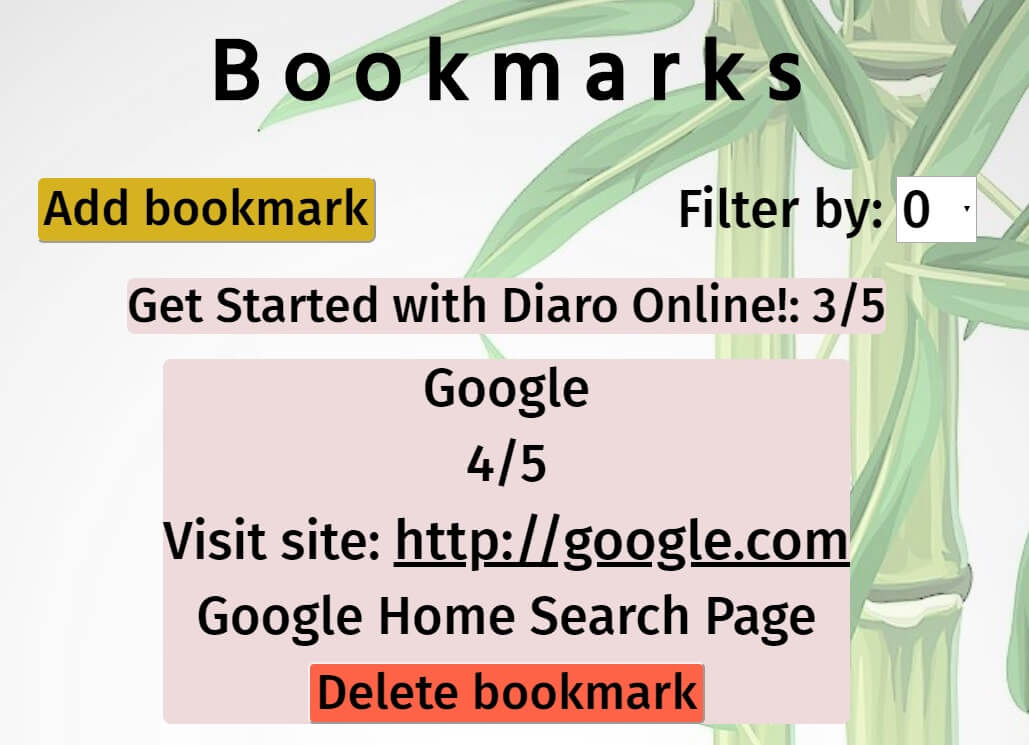 Bookmarks
Add bookmark
Filter by: 0
Get Started with Diaro Online!: 3/5
Google
4/5
Visit site: http://google.com
Google Home Search Page
Delete bookmark